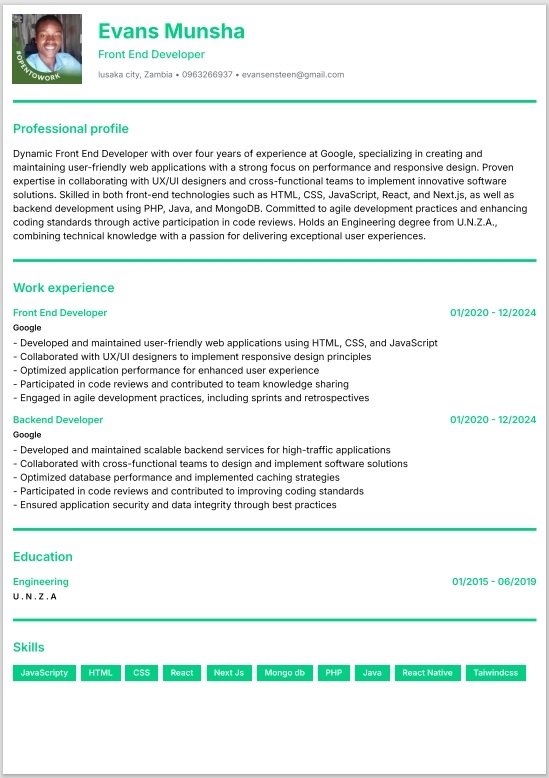 #OPENTOWORK
Evans Munsha
Front End Developer
lusaka city, Zambia • 0963266937 • evansensteen@gmail.com
Professional profile
Dynamic Front End Developer with over four years of experience at Google, specializing in creating and
maintaining user-friendly web applications with a strong focus on performance and responsive design. Proven
expertise in collaborating with UX/UI designers and cross-functional teams to implement innovative software
solutions. Skilled in both front-end technologies such as HTML, CSS, JavaScript, React, and Next.js, as well as
backend development using PHP, Java, and MongoDB. Committed to agile development practices and enhancing
coding standards through active participation in code reviews. Holds an Engineering degree from U.N.Z.A.,
combining technical knowledge with a passion for delivering exceptional user experiences.
Work experience
Front End Developer 01/2020 - 12/2024
Google
- Developed and maintained user-friendly web applications using HTML, CSS, and JavaScript
- Collaborated with UX/UI designers to implement responsive design principles
- Optimized application performance for enhanced user experience
- Participated in code reviews and contributed to team knowledge sharing
- Engaged in agile development practices, including sprints and retrospectives
Backend Developer 01/2020 - 12/2024
Google
- Developed and maintained scalable backend services for high-traffic applications
- Collaborated with cross-functional teams to design and implement software solutions
- Optimized database performance and implemented caching strategies
- Participated in code reviews and contributed to improving coding standards
- Ensured application security and data integrity through best practices
Education
Engineering 01/2015 - 06/2019
U . N . Z . A
Skills
JavaScripty HTML CSS React Next Js Mongo db PHP Java React Native Talwindcss